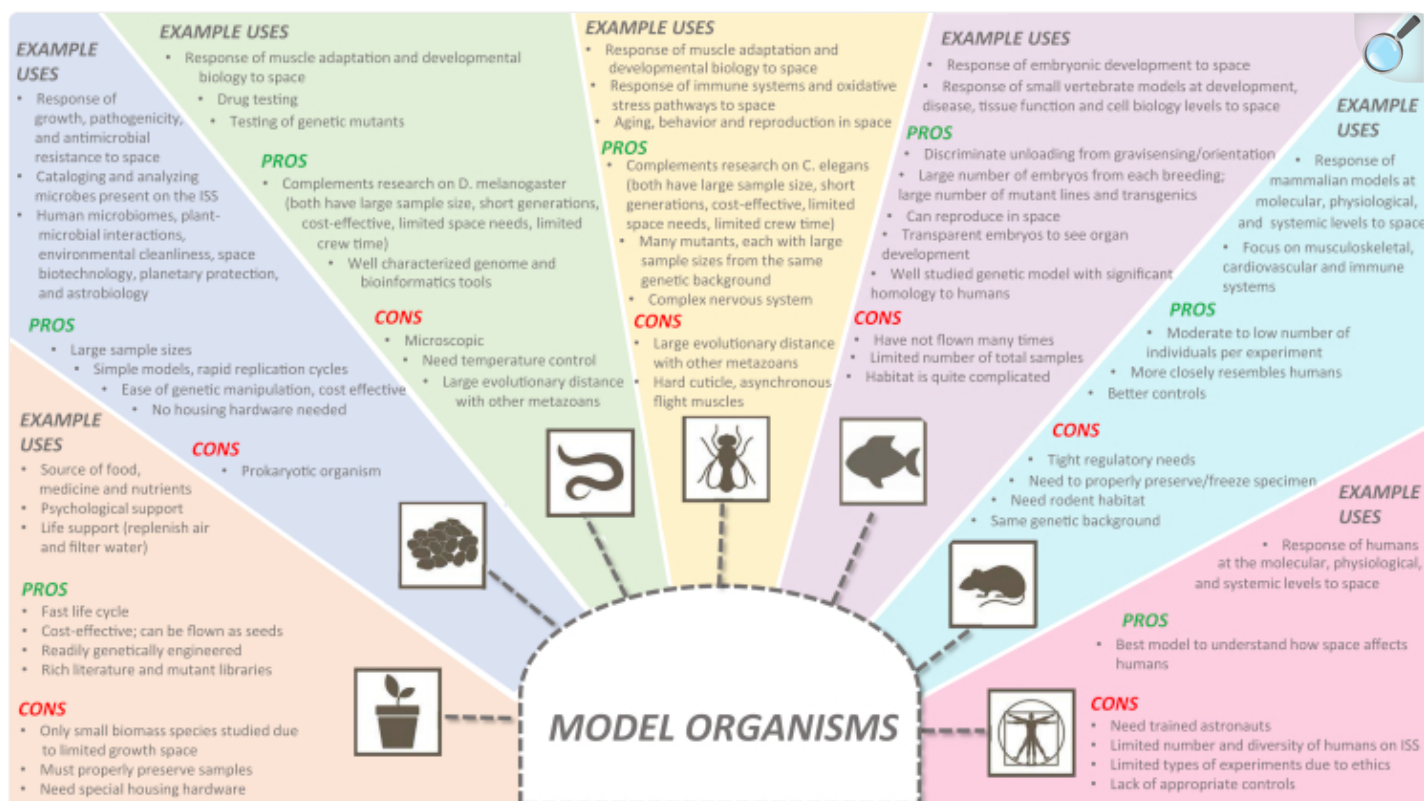 EXAMPLE
USES
• Response of
growth, pathogenicity,
and antimicrobial
resistance to space
• Cataloging and analyzing
microbes present on the ISS
• Human microbiomes, plant-
microbial interactions,
environmental cleanliness, space
biotechnology, planetary protection,
and astrobiology
PROS
• Large sample sizes
• Simple models, rapid replication cycles
• Ease of genetic manipulation, cost effective
• No housing hardware needed
CONS
• Prokaryotic organism
EXAMPLE USES
• Response of muscle adaptation and developmental
biology to space
• Drug testing
• Testing of genetic mutants
PROS
• Complements research on D. melanogaster
(both have large sample size, short generations,
cost-effective, limited space needs, limited
crew time)
• Well characterized genome and
bioinformatics tools
CONS
• Microscopic
• Need temperature control
• Large evolutionary distance
with other metazoans
EXAMPLE USES
• Response of muscle adaptation and
developmental biology to space
• Response of immune systems and oxidative
stress pathways to space
• Aging, behavior and reproduction in space
PROS
• Complements research on C. elegans
(both have large sample size, short
generations, cost-effective, limited
space needs, limited crew time)
• Many mutants, each with large
sample sizes from the same
genetic background
• Complex nervous system
CONS
• Large evolutionary distance
with other metazoans
• Hard cuticle, asynchronous
flight muscles
EXAMPLE USES
• Response of embryonic development to space
• Response of small vertebrate models at development,
disease, tissue function and cell biology levels to space
PROS
• Discriminate unloading from gravisensing/orientation
• Large number of embryos from each breeding;
large number of mutant lines and transgenics
• Can reproduce in space
• Transparent embryos to see organ
development
• Well studied genetic model with significant
homology to humans
CONS
• Have not flown many times
• Limited number of total samples
• Habitat is quite complicated
EXAMPLE
USES
• Response of
mammalian models at
molecular, physiological,
and systemic levels to space
• Focus on musculoskeletal,
cardiovascular and immune
systems
PROS
• Moderate to low number of
individuals per experiment
• More closely resembles humans
• Better controls
CONS
• Tight regulatory needs
• Need to properly preserve/freeze specimen
• Need rodent habitat
• Same genetic background
EXAMPLE
USES
• Source of food,
medicine and nutrients
• Psychological support
• Life support (replenish air
and filter water)
PROS
• Fast life cycle
• Cost-effective; can be flown as seeds
• Readily genetically engineered
• Rich literature and mutant libraries
CONS
• Only small biomass species studied due
to limited growth space
• Must properly preserve samples
• Need special housing hardware
MODEL ORGANISMS
EXAMPLE
USES
• Response of humans
at the molecular, physiological,
and systemic levels to space
PROS
• Best model to understand how space affects
humans
CONS
• Need trained astronauts
• Limited number and diversity of humans on ISS
• Limited types of experiments due to ethics
• Lack of appropriate controls